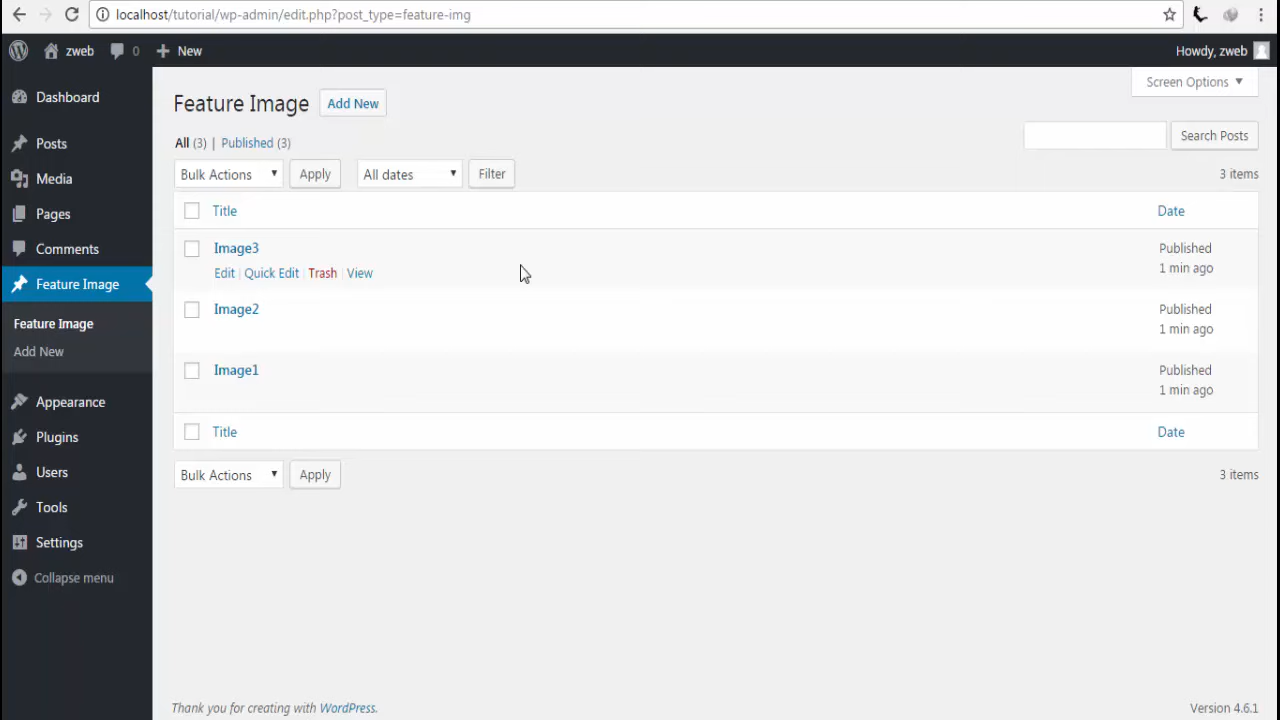 localhost/tutorial/wp-admin/edit.php?post_type=feature-img
zweb 0 New Howdy, zweb
Screen Options
Dashboard
Posts
Media
Pages
Comments
Feature Image
Feature Image
Add New
Appearance
Plugins
Users
Tools
Settings
Collapse menu
Feature Image Add New
All (3) | Published (3)
Search Posts
Bulk Actions Apply All dates Filter 3 items
Title Date
Image3 Published
Edit | Quick Edit | Trash | View 1 min ago
Image2 Published
1 min ago
Image1 Published
1 min ago
Title Date
Bulk Actions Apply 3 items
Thank you for creating with WordPress. Version 4.6.1